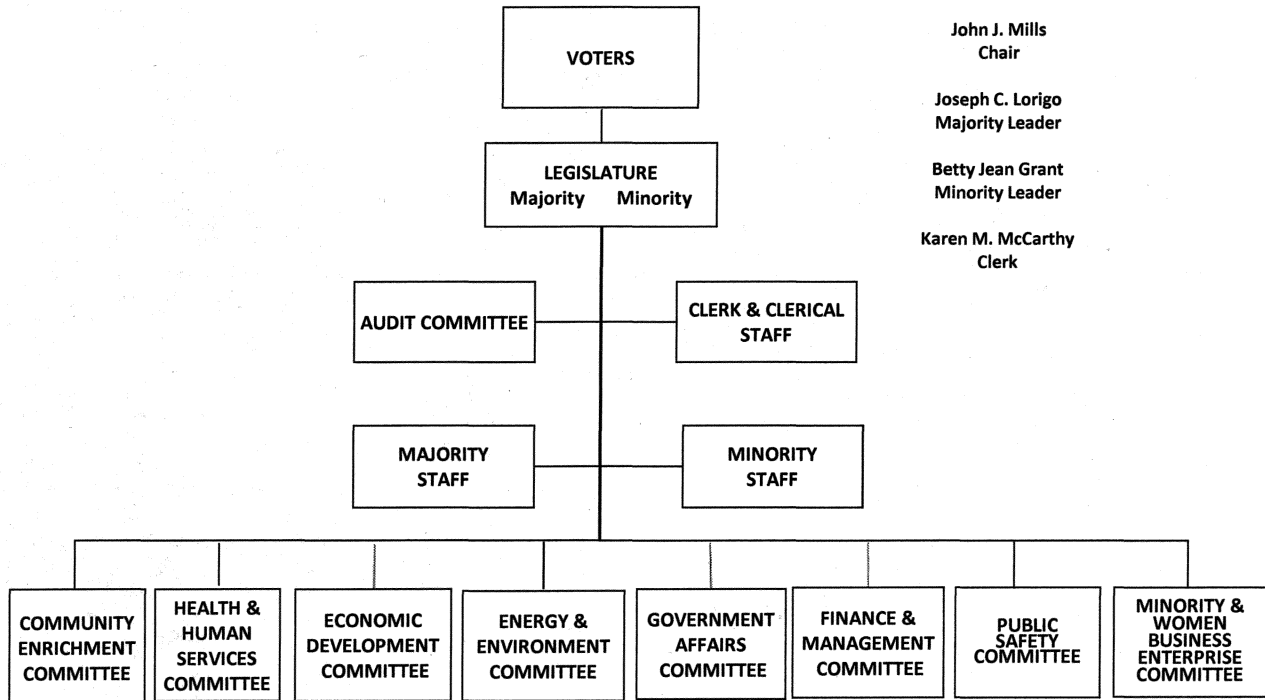 VOTERS
John J. Mills
Chair
Joseph C. Lorigo
Majority Leader
Betty Jean Grant
Minority Leader
Karen M. McCarthy
Clerk
LEGISLATURE
Majority Minority
AUDIT COMMITTEE
CLERK & CLERICAL
STAFF
MAJORITY
STAFF
MINORITY
STAFF
COMMUNITY
ENRICHMENT
COMMITTEE
HEALTH &
HUMAN
SERVICES
COMMITTEE
ECONOMIC
DEVELOPMENT
COMMITTEE
ENERGY &
ENVIRONMENT
COMMITTEE
GOVERNMENT
AFFAIRS
COMMITTEE
FINANCE &
MANAGEMENT
COMMITTEE
PUBLIC
SAFETY
COMMITTEE
MINORITY &
WOMEN
BUSINESS
ENTERPRISE
COMMITTEE